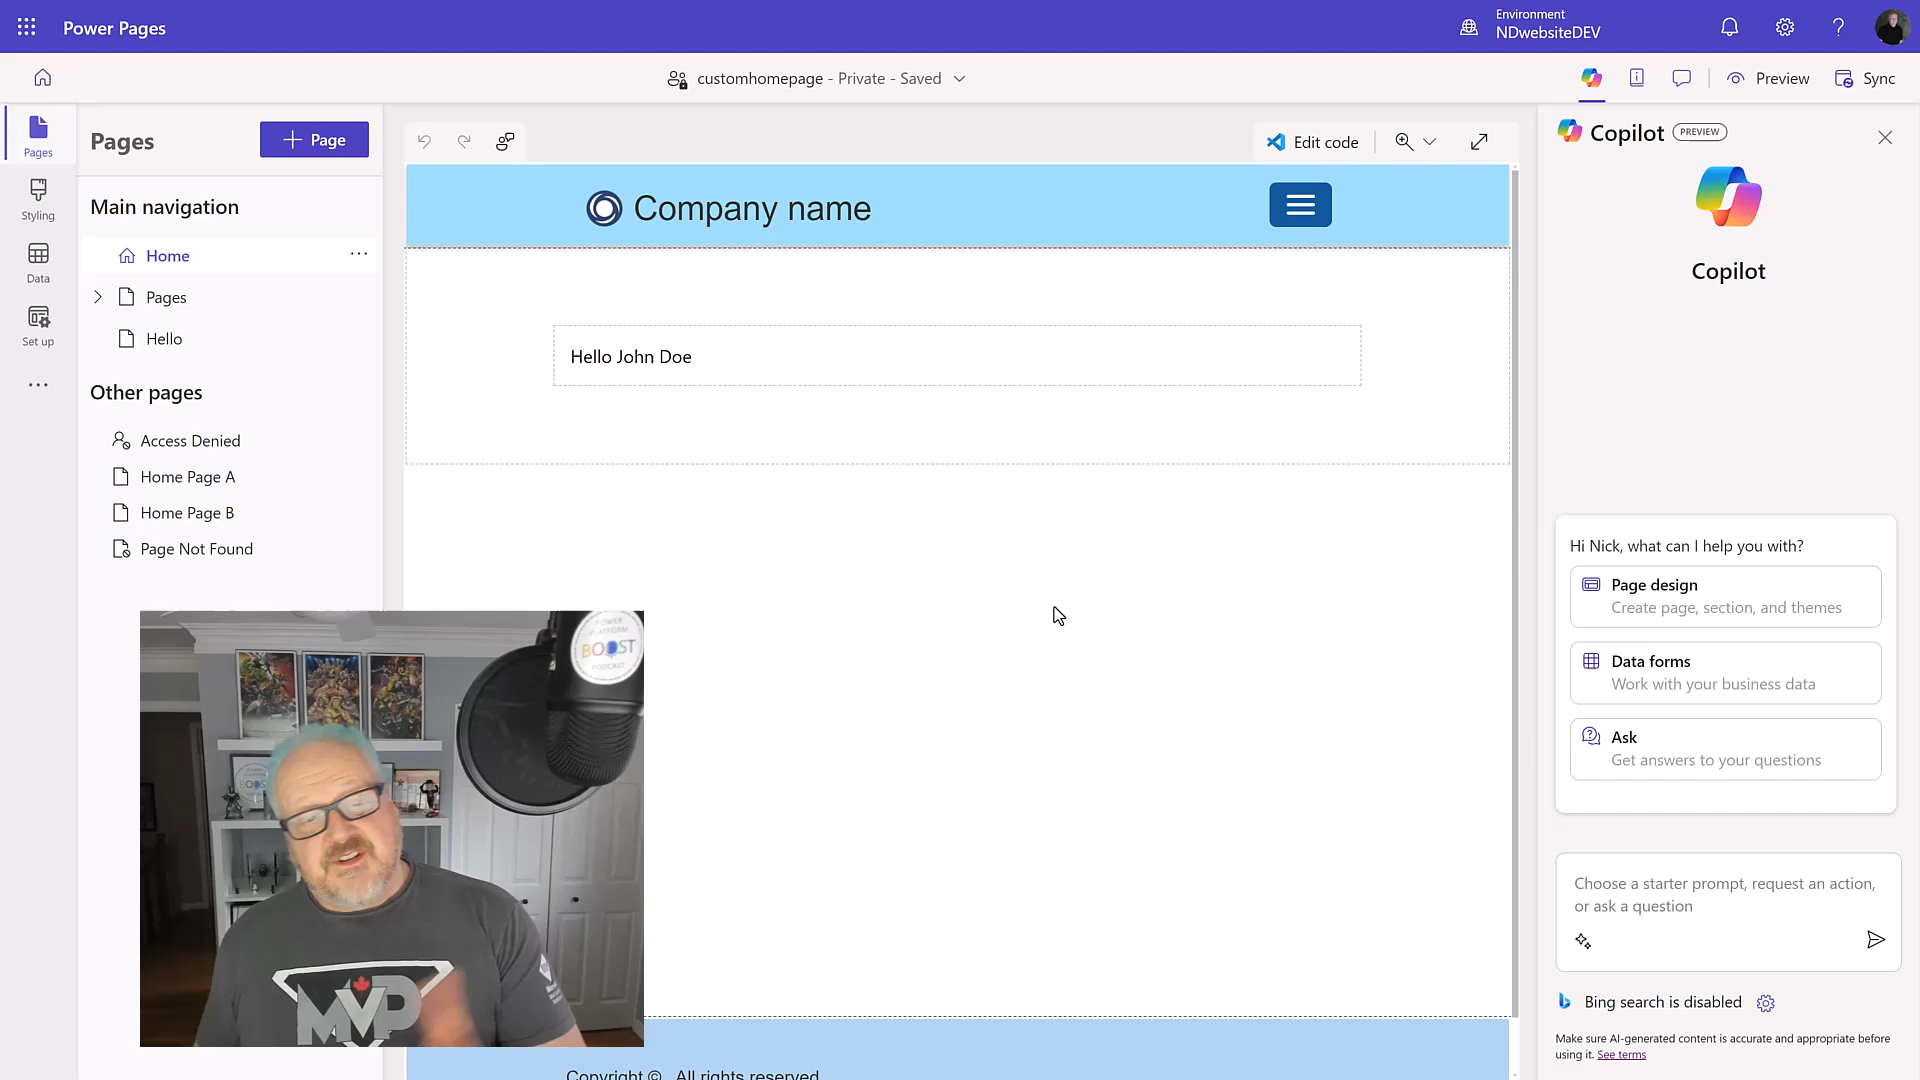 Power Pages
Environment
NDwebsiteDEV
customhomepage - Private - Saved
Preview
Sync
Pages
Styling
Data
Set up
Pages
Page
Main navigation
Home
Pages
Hello
Other pages
Access Denied
Home Page A
Home Page B
Page Not Found
Edit code
Company name
Hello John Doe
Copyright © . All rights reserved.
POWER
PLATFORM
BOOST
PODCAST
MVP
Copilot PREVIEW
Copilot
Hi Nick, what can I help you with?
Page design
Create page, section, and themes
Data forms
Work with your business data
Ask
Get answers to your questions
Choose a starter prompt, request an action,
or ask a question
Bing search is disabled
Make sure AI-generated content is accurate and appropriate before
using it. See terms